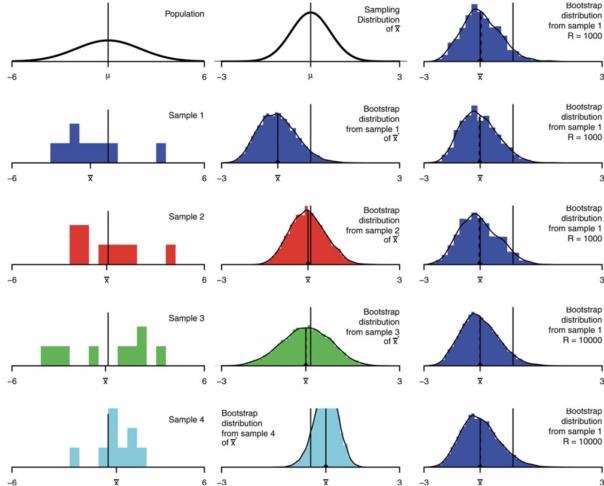 Population
-6
μ
6
Sampling
Distribution
of x̅
-3
μ
3
Bootstrap
distribution
from sample 1
R = 1000
-3
x̅
3
Sample 1
-6
x̅
6
Bootstrap
distribution
from sample 1
of x̅
-3
x̅
3
Bootstrap
distribution
from sample 1
R = 1000
-3
x̅
3
Sample 2
-6
x̅
6
Bootstrap
distribution
from sample 2
of x̅
-3
x̅
3
Bootstrap
distribution
from sample 1
R = 1000
-3
x̅
3
Sample 3
-6
x̅
6
Bootstrap
distribution
from sample 3
of x̅
-3
x̅
3
Bootstrap
distribution
from sample 1
R = 10000
-3
x̅
3
Sample 4
-6
x̅
6
Bootstrap
distribution
from sample 4
of x̅
-3
x̅
3
Bootstrap
distribution
from sample 1
R = 10000
-3
x̅
3